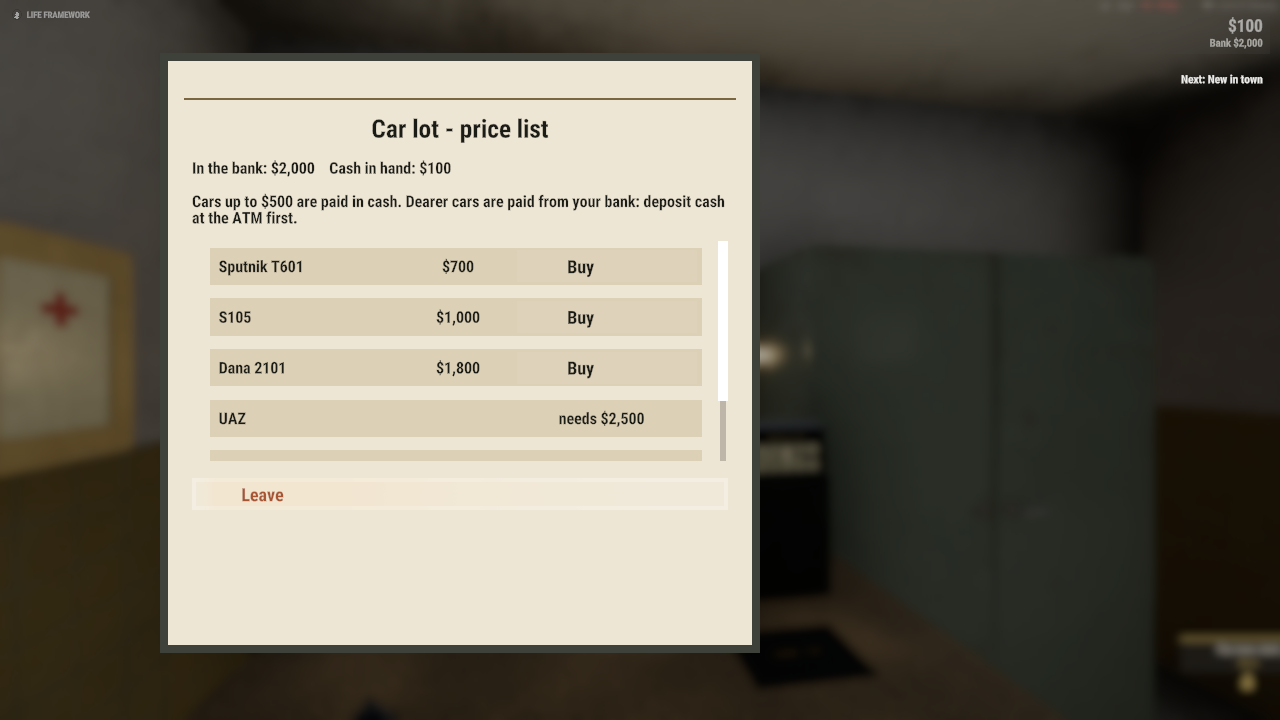 LIFE FRAMEWORK
$100
Bank $2,000
Next: New in town
Car lot - price list
In the bank: $2,000 Cash in hand: $100
Cars up to $500 are paid in cash. Dearer cars are paid from your bank: deposit cash
at the ATM first.
Sputnik T601 $700 Buy
S105 $1,000 Buy
Dana 2101 $1,800 Buy
UAZ needs $2,500
Leave